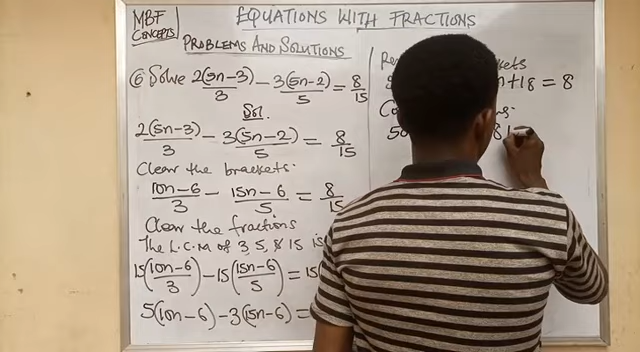 MBF
CONCEPTS
EQUATIONS WITH FRACTIONS
PROBLEMS AND SOLUTIONS
⑥ Solve 2(5n-3)/3 - 3(5n-2)/5 = 8/15
Sol.
2(5n-3)/3 - 3(5n-2)/5 = 8/15
Clear the brackets.
10n-6/3 - 15n-6/5 = 8/15
Clear the fractions
The L.C.M of 3, 5, & 15 is
15(10n-6/3) - 15(15n-6/5) = 15
5(10n-6) - 3(15n-6) =
+18 = 8